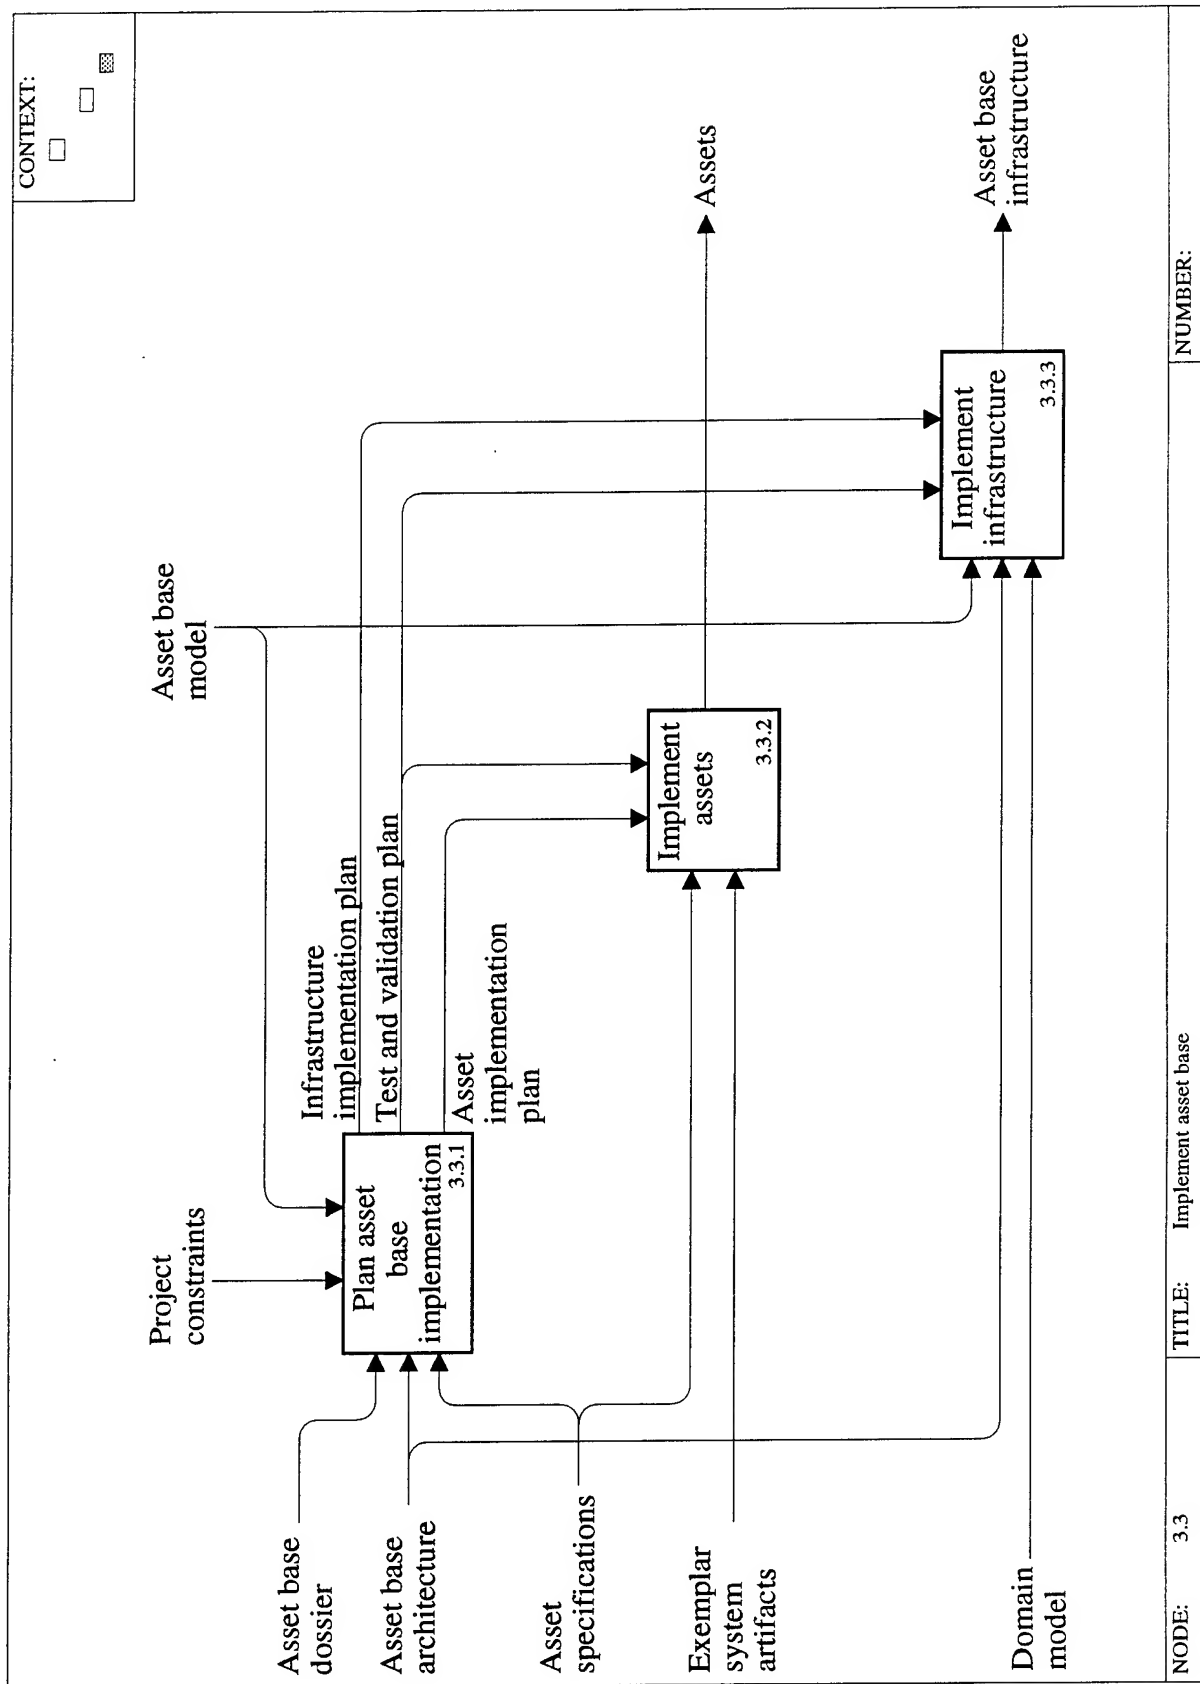 CONTEXT:
Asset base
model
Project
constraints
Infrastructure
implementation plan
Test and validation plan
Asset
implementation
plan
Plan asset
base
implementation
3.3.1
Asset base
dossier
Asset base
architecture
Asset
specifications
Exemplar
system
artifacts
Domain
model
Implement
assets
3.3.2
Assets
Implement
infrastructure
3.3.3
Asset base
infrastructure
NODE: 3.3
TITLE: Implement asset base
NUMBER: